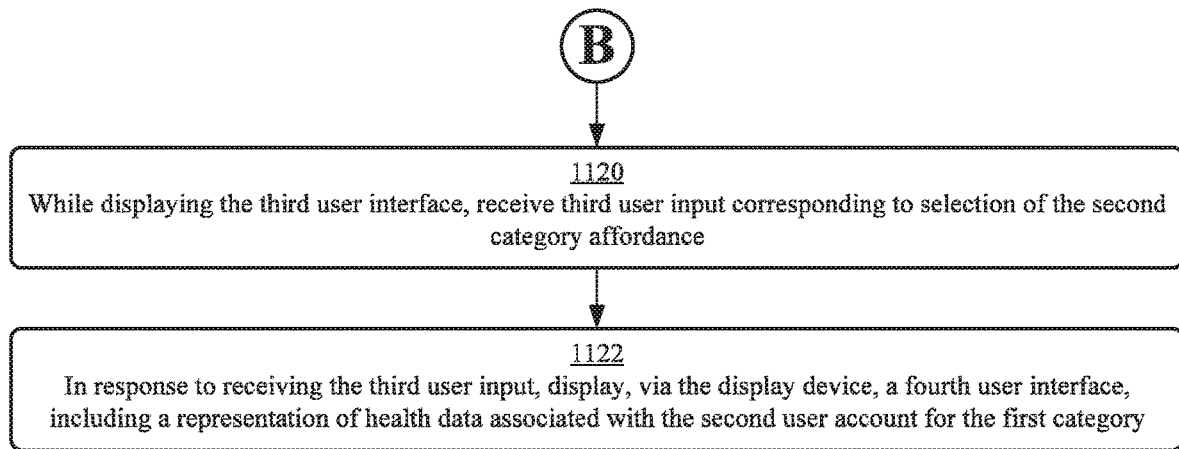 B
1120
While displaying the third user interface, receive third user input corresponding to selection of the second
category affordance
1122
In response to receiving the third user input, display, via the display device, a fourth user interface,
including a representation of health data associated with the second user account for the first category